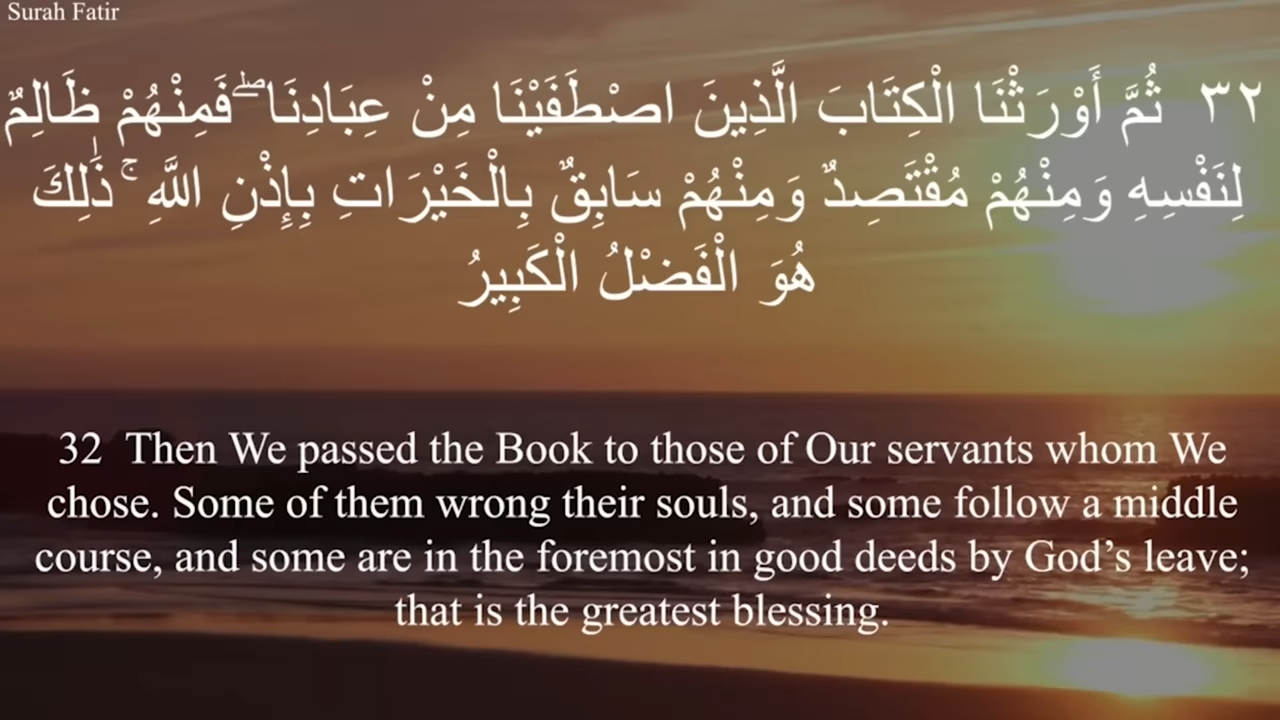 Surah Fatir
٣٢ ثُمَّ أَوْرَثْنَا الْكِتَابَ الَّذِينَ اصْطَفَيْنَا مِنْ عِبَادِنَا ۖ فَمِنْهُمْ ظَالِمٌ
لِنَفْسِهِ وَمِنْهُمْ مُقْتَصِدٌ وَمِنْهُمْ سَابِقٌ بِالْخَيْرَاتِ بِإِذْنِ اللَّهِ ۚ ذَٰلِكَ
هُوَ الْفَضْلُ الْكَبِيرُ
32 Then We passed the Book to those of Our servants whom We
chose. Some of them wrong their souls, and some follow a middle
course, and some are in the foremost in good deeds by God’s leave;
that is the greatest blessing.